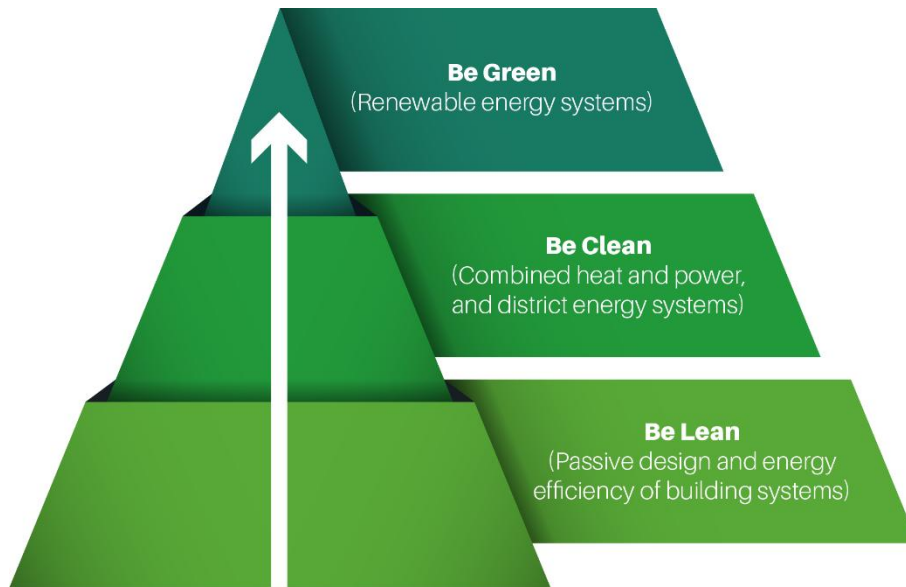 Be Green
(Renewable energy systems)
Be Clean
(Combined heat and power,
and district energy systems)
Be Lean
(Passive design and energy
efficiency of building systems)